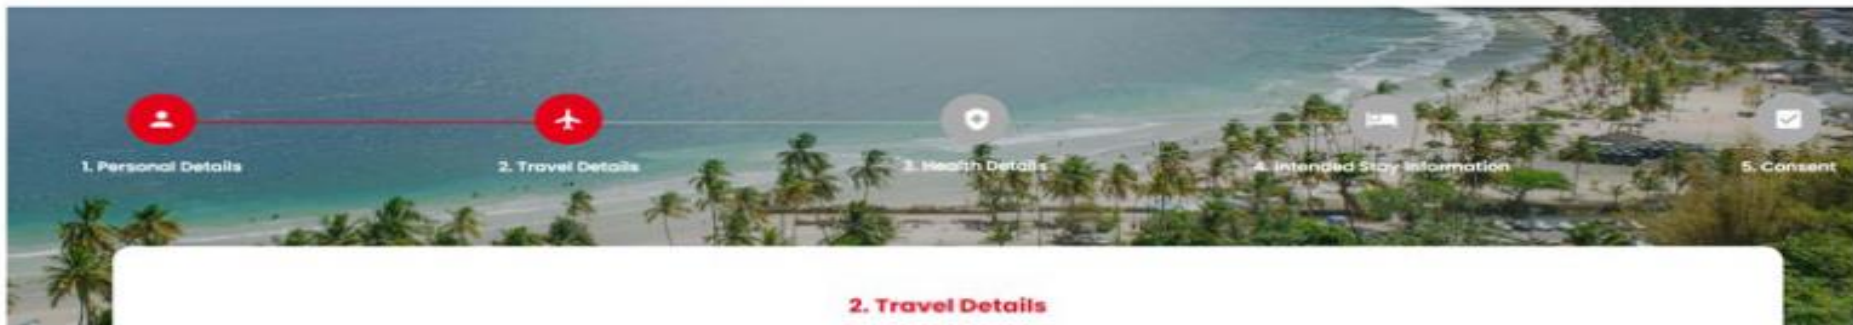 1. Personal Details
2. Travel Details
3. Health Details
4. Intended Stay Information
5. Consent
2. Travel Details